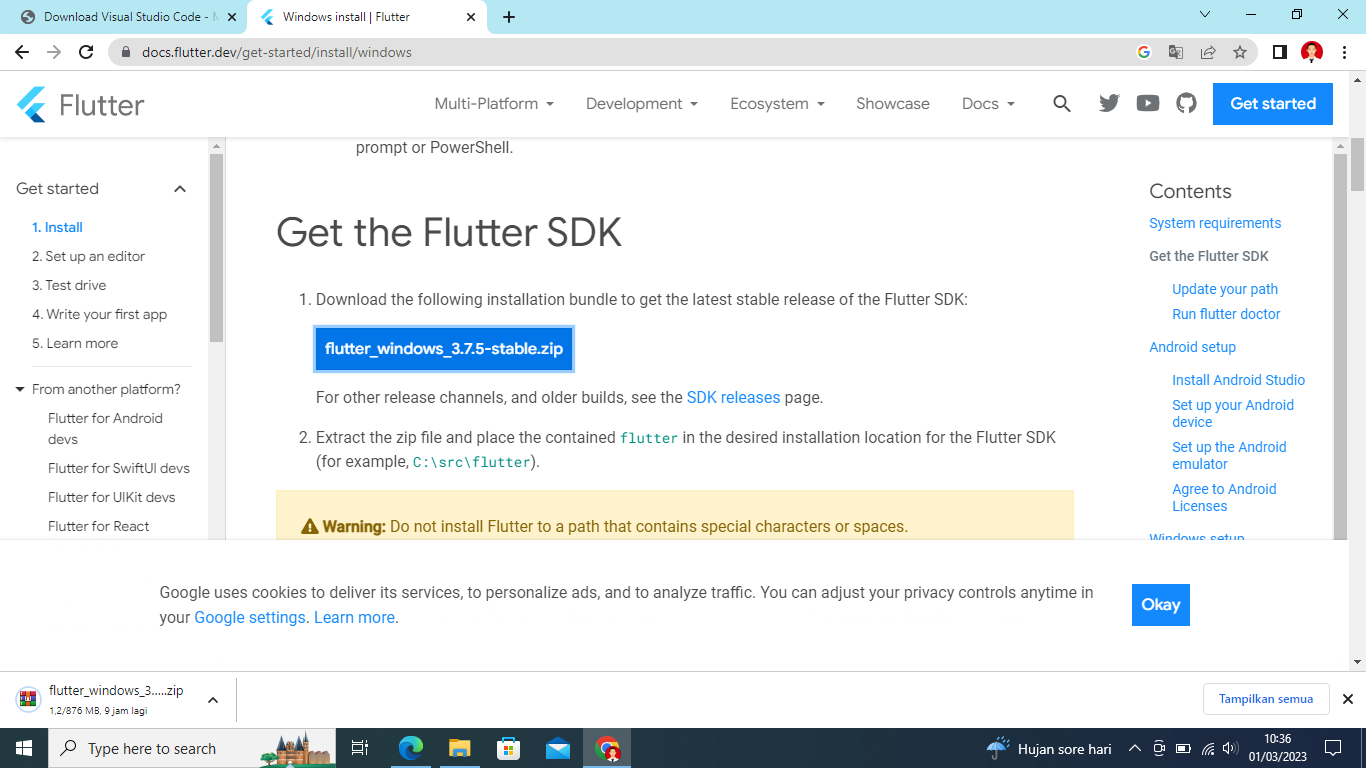 Download Visual Studio Code -
Windows install | Flutter
docs.flutter.dev/get-started/install/windows
Flutter
Multi-Platform
Development
Ecosystem
Showcase
Docs
Get started
Get started
1. Install
2. Set up an editor
3. Test drive
4. Write your first app
5. Learn more
From another platform?
Flutter for Android
devs
Flutter for SwiftUI devs
Flutter for UIKit devs
Flutter for React
prompt or PowerShell.
Get the Flutter SDK
1. Download the following installation bundle to get the latest stable release of the Flutter SDK:
flutter_windows_3.7.5-stable.zip
For other release channels, and older builds, see the SDK releases page.
2. Extract the zip file and place the contained flutter in the desired installation location for the Flutter SDK
(for example, C:\src\flutter).
Warning: Do not install Flutter to a path that contains special characters or spaces.
Contents
System requirements
Get the Flutter SDK
Update your path
Run flutter doctor
Android setup
Install Android Studio
Set up your Android
device
Set up the Android
emulator
Agree to Android
Licenses
Windows setup
Google uses cookies to deliver its services, to personalize ads, and to analyze traffic. You can adjust your privacy controls anytime in
your Google settings. Learn more.
Okay
flutter_windows_3.....zip
1,2/876 MB, 9 jam lagi
Tampilkan semua
Type here to search
Hujan sore hari
10:36
01/03/2023